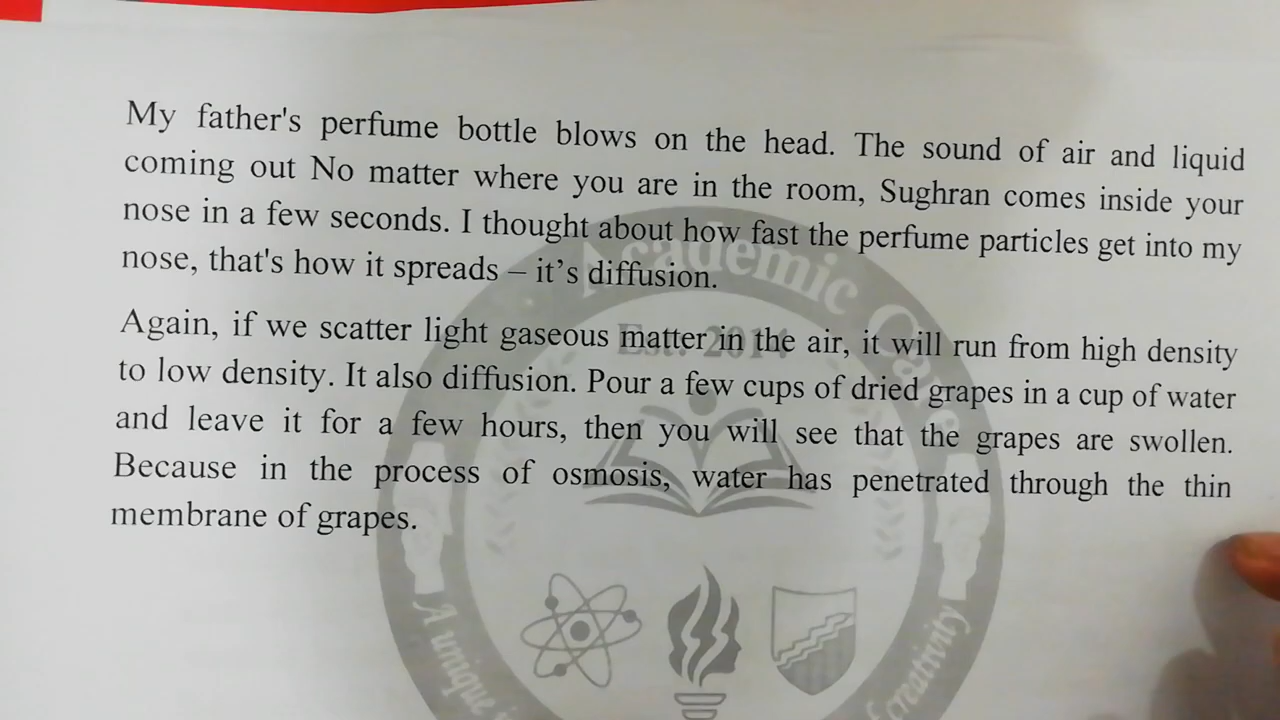 My father's perfume bottle blows on the head. The sound of air and liquid
coming out No matter where you are in the room, Sughran comes inside your
nose in a few seconds. I thought about how fast the perfume particles get into my
nose, that's how it spreads – it’s diffusion.
Again, if we scatter light gaseous matter in the air, it will run from high density
to low density. It also diffusion. Pour a few cups of dried grapes in a cup of water
and leave it for a few hours, then you will see that the grapes are swollen.
Because in the process of osmosis, water has penetrated through the thin
membrane of grapes.
Academic
Est. 2014
A unique
creativity